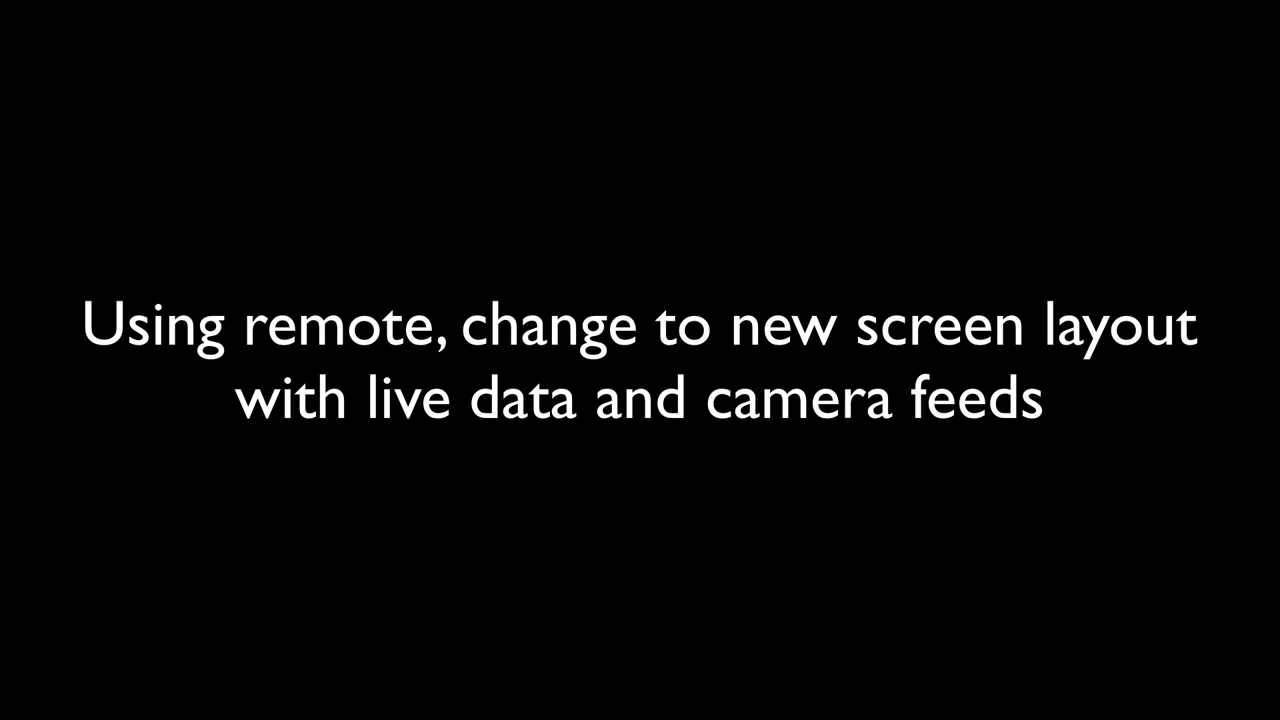 Using remote, change to new screen layout
with live data and camera feeds